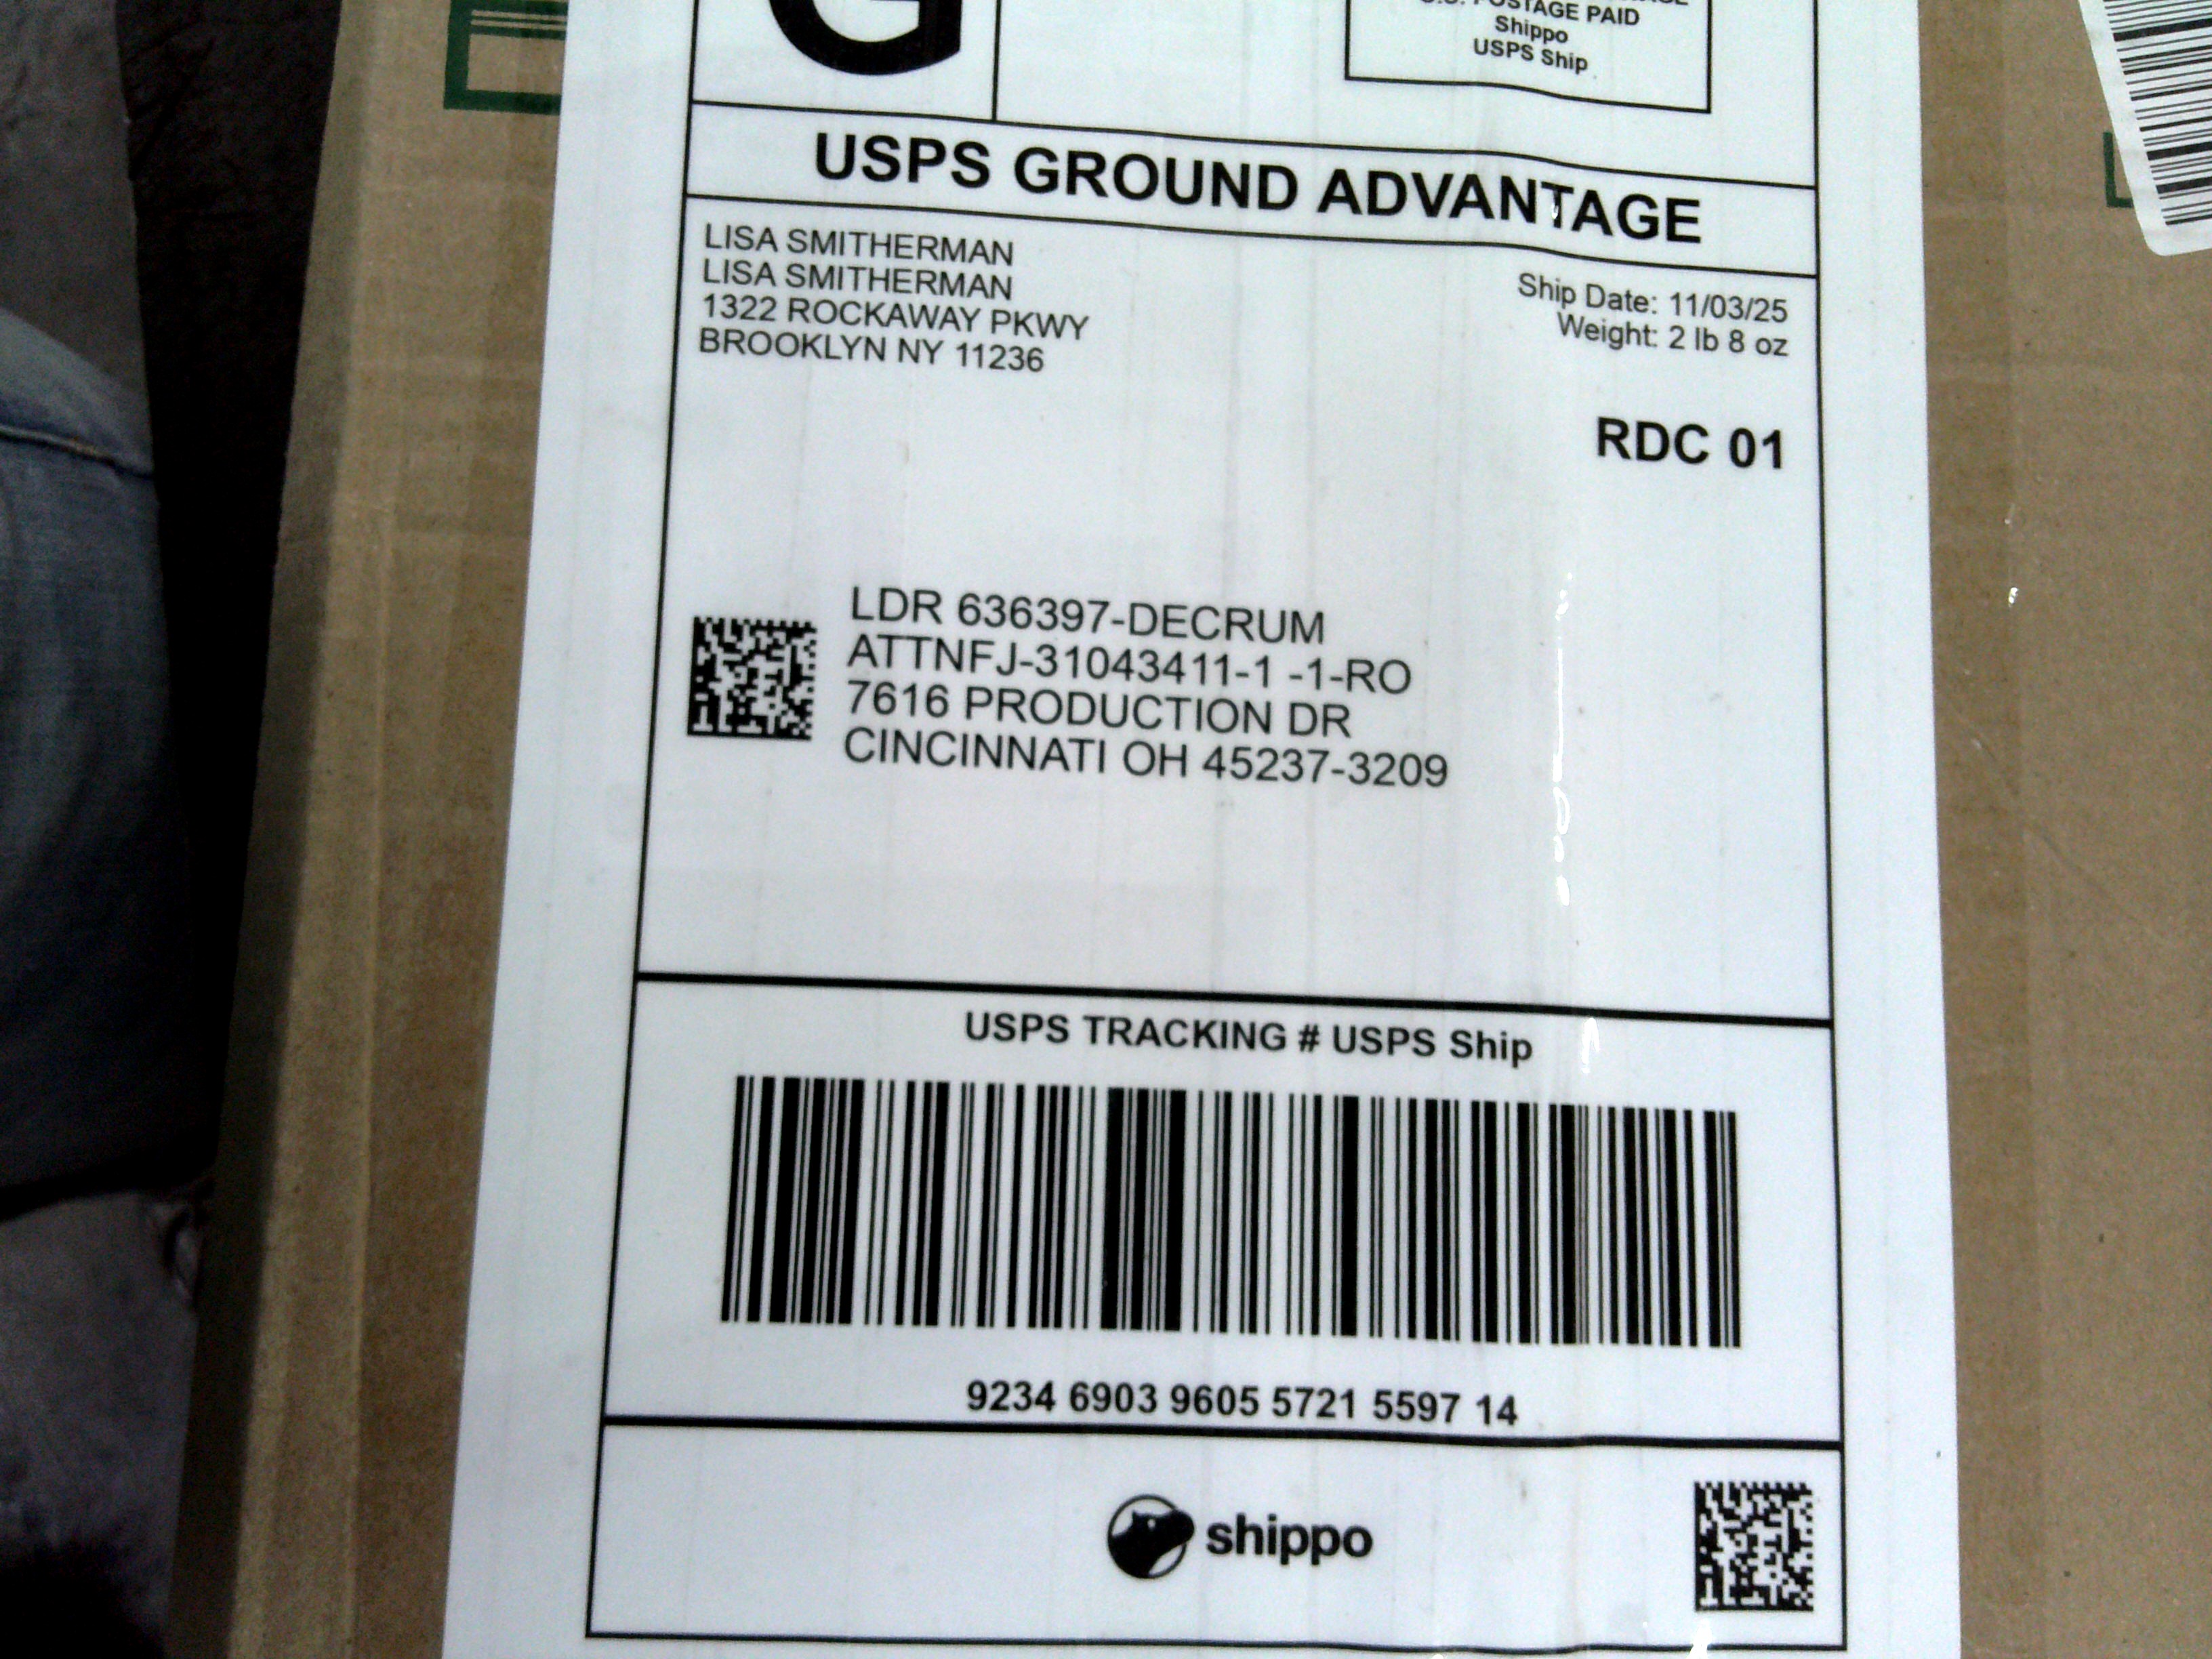 G
POSTAGE PAID
Shippo
USPS Ship
USPS GROUND ADVANTAGE
LISA SMITHERMAN
LISA SMITHERMAN
1322 ROCKAWAY PKWY
BROOKLYN NY 11236
Ship Date: 11/03/25
Weight: 2 lb 8 oz
RDC 01
LDR 636397-DECRUM
ATTNFJ-31043411-1 -1-RO
7616 PRODUCTION DR
CINCINNATI OH 45237-3209
USPS TRACKING # USPS Ship
9234 6903 9605 5721 5597 14
shippo